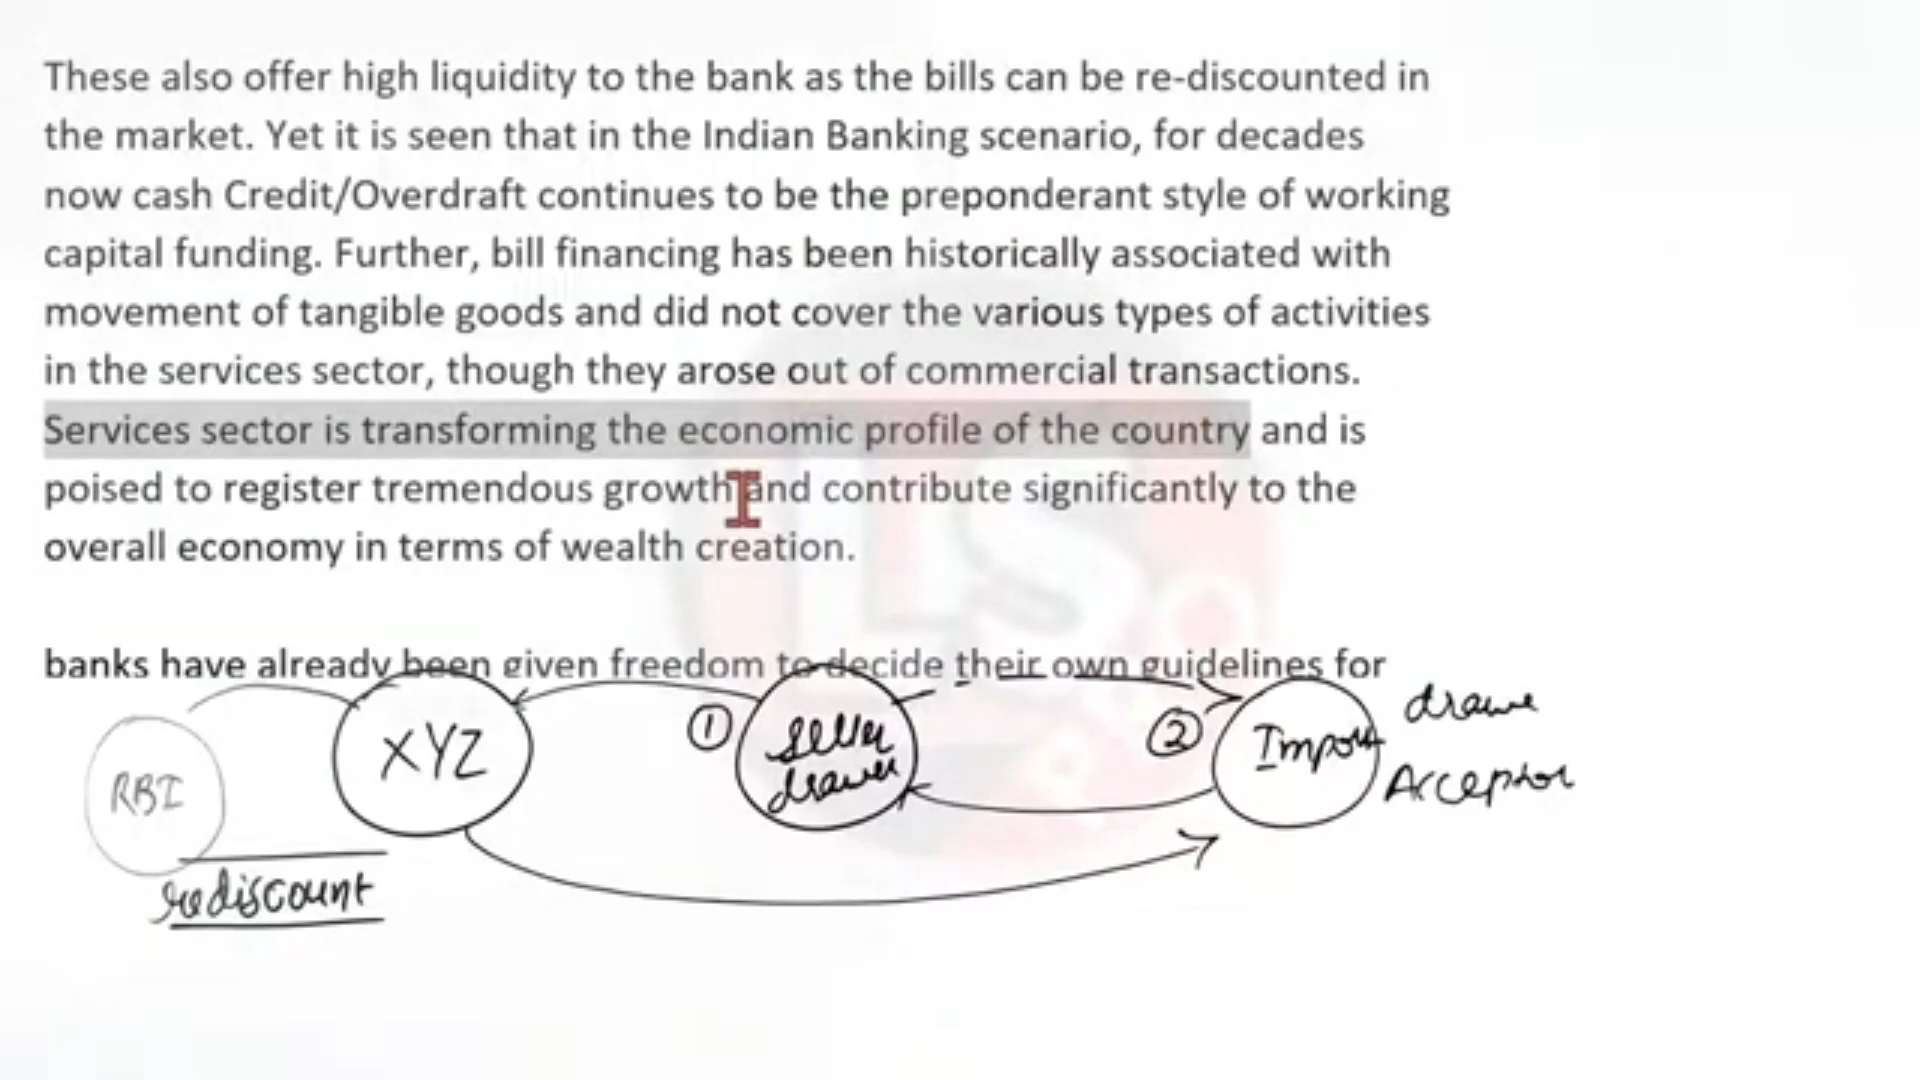 These also offer high liquidity to the bank as the bills can be re-discounted in
the market. Yet it is seen that in the Indian Banking scenario, for decades
now cash Credit/Overdraft continues to be the preponderant style of working
capital funding. Further, bill financing has been historically associated with
movement of tangible goods and did not cover the various types of activities
in the services sector, though they arose out of commercial transactions.
Services sector is transforming the economic profile of the country and is
poised to register tremendous growth and contribute significantly to the
overall economy in terms of wealth creation.
banks have already been given freedom to decide their own guidelines for
RBI
XYZ
①
Seller
drawer
②
Import
drawe
Acceptor
rediscount
LS